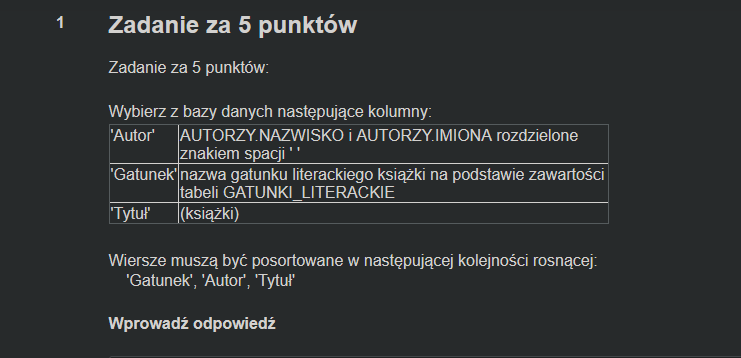 1
Zadanie za 5 punktów
Zadanie za 5 punktów:
Wybierz z bazy danych następujące kolumny:
'Autor' AUTORZY.NAZWISKO i AUTORZY.IMIONA rozdzielone
znakiem spacji ' '
'Gatunek' nazwa gatunku literackiego książki na podstawie zawartości
tabeli GATUNKI_LITERACKIE
'Tytuł' (książki)
Wiersze muszą być posortowane w następującej kolejności rosnącej:
'Gatunek', 'Autor', 'Tytuł'
Wprowadź odpowiedź